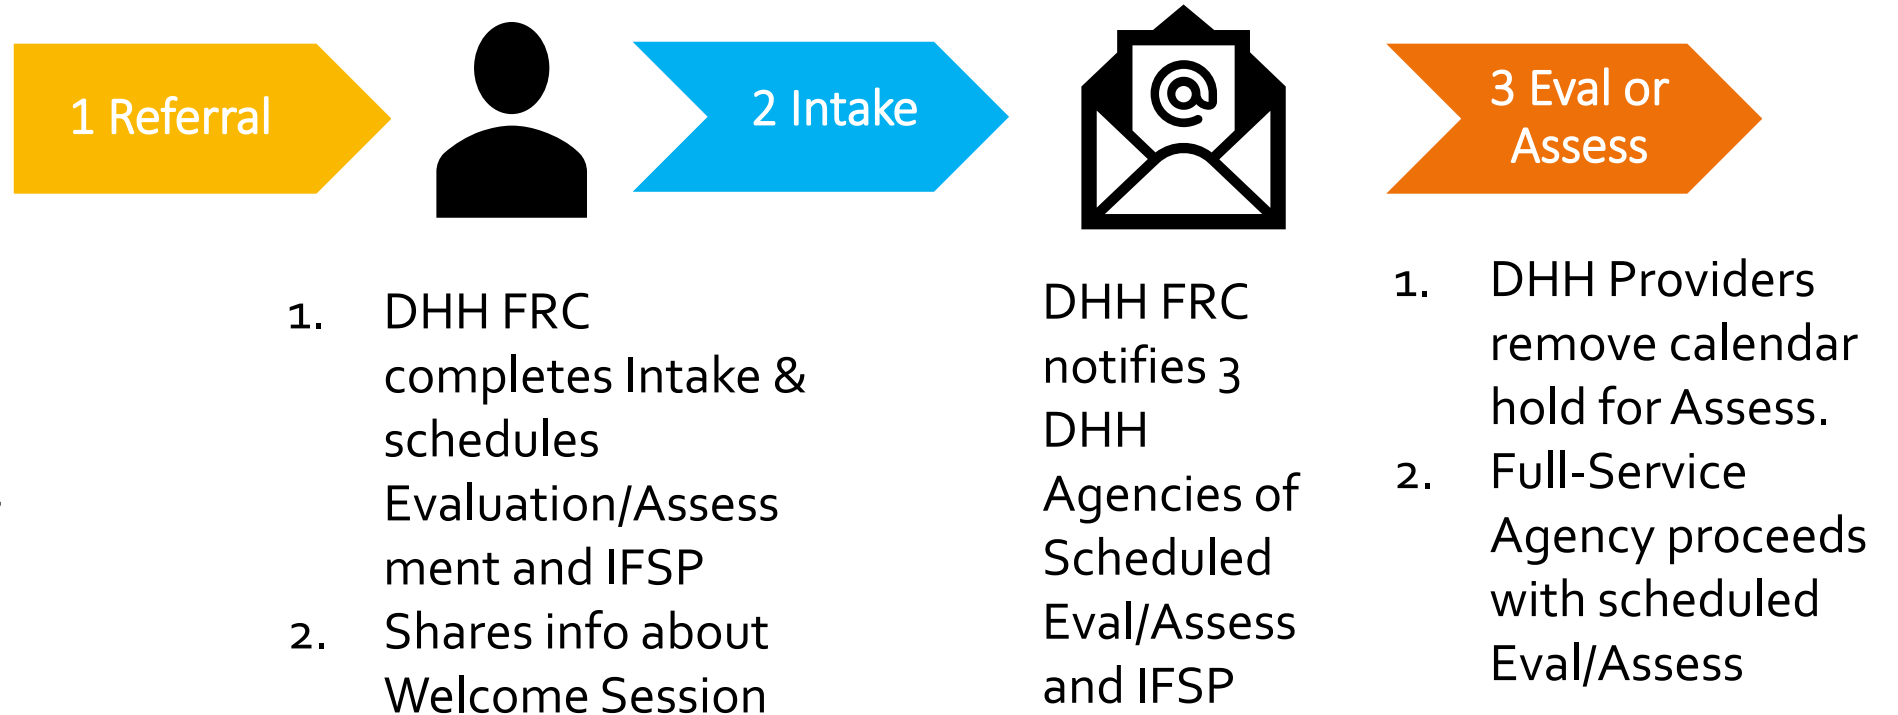 1 Referral
2 Intake
@
3 Eval or
Assess
1. DHH FRC
completes Intake &
schedules
Evaluation/Assess
ment and IFSP
2. Shares info about
Welcome Session
DHH FRC
notifies 3
DHH
Agencies of
Scheduled
Eval/Assess
and IFSP
1. DHH Providers
remove calendar
hold for Assess.
2. Full-Service
Agency proceeds
with scheduled
Eval/Assess